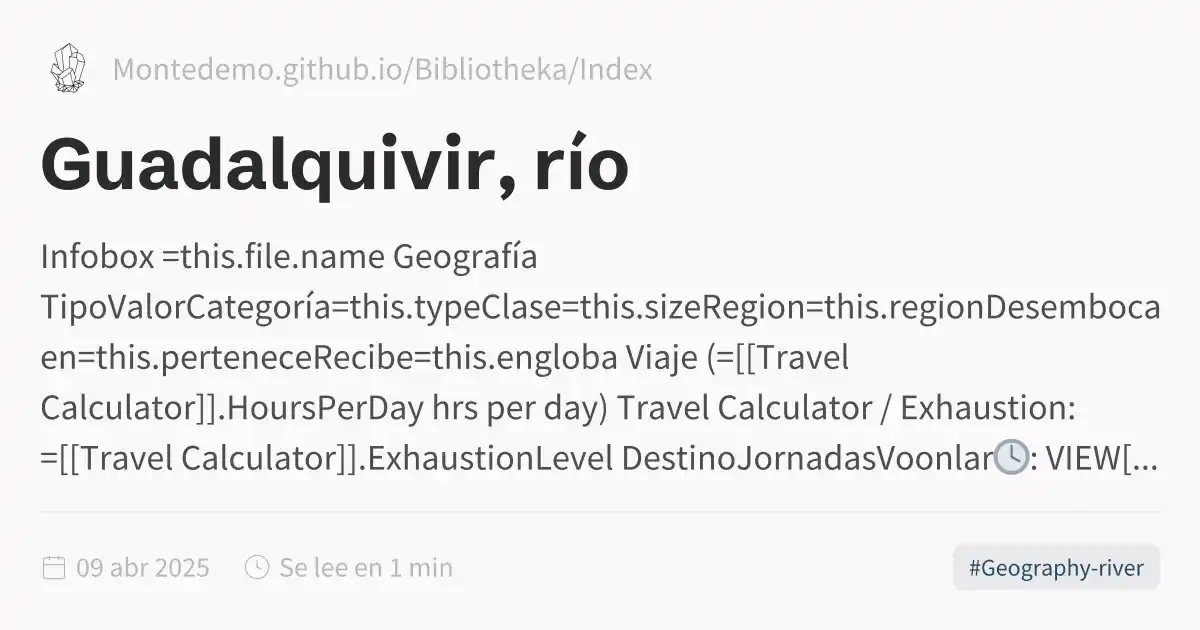 Montedemo.github.io/Bibliotheka/Index
Guadalquivir, río
Infobox =this.file.name Geografía
TipoValorCategoría=this.typeClase=this.sizeRegion=this.regionDesemboca
en=this.perteneceRecibe=this.engloba Viaje (=[[Travel
Calculator]].HoursPerDay hrs per day) Travel Calculator / Exhaustion:
=[[Travel Calculator]].ExhaustionLevel DestinoJornadasVoonlar🕓: VIEW[...
09 abr 2025 Se lee en 1 min #Geography-river